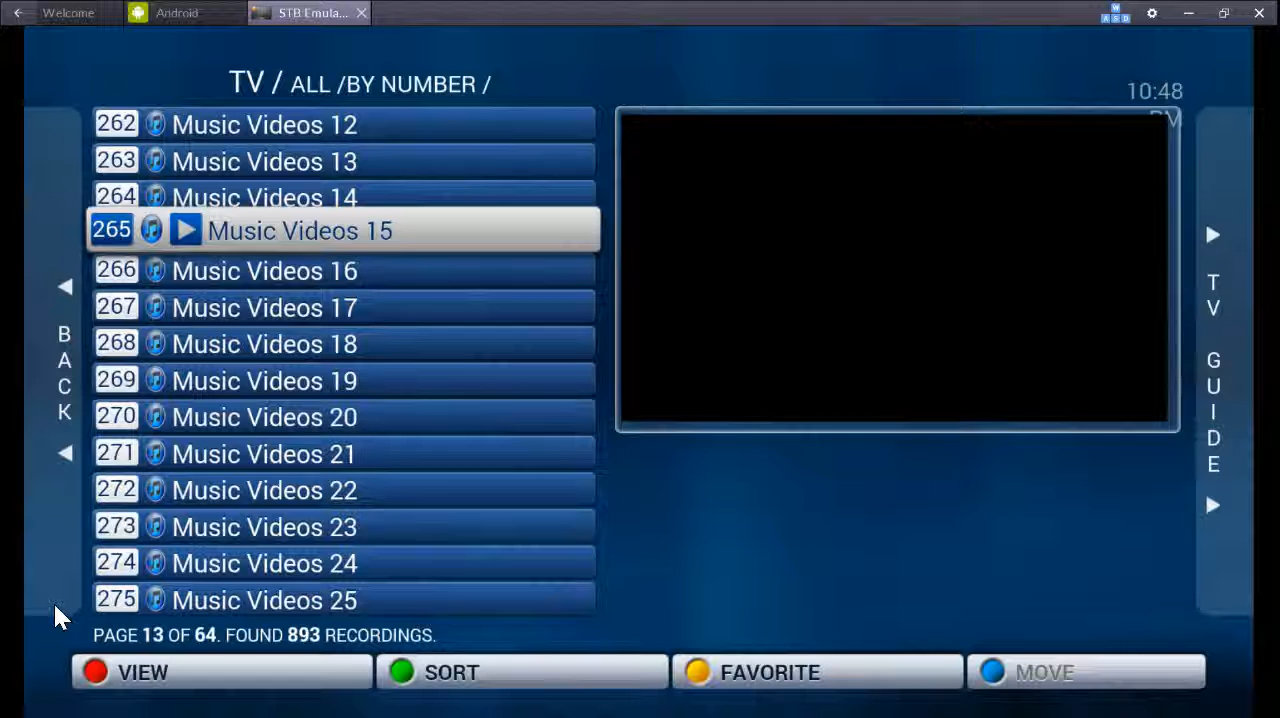 Welcome Android STB Emula...
W
A S D
TV / ALL /BY NUMBER /
10:48
PM
262 Music Videos 12
263 Music Videos 13
264 Music Videos 14
265 Music Videos 15
266 Music Videos 16
267 Music Videos 17
268 Music Videos 18
269 Music Videos 19
270 Music Videos 20
271 Music Videos 21
272 Music Videos 22
273 Music Videos 23
274 Music Videos 24
275 Music Videos 25
BACK
TV GUIDE
PAGE 13 OF 64. FOUND 893 RECORDINGS.
VIEW SORT FAVORITE MOVE